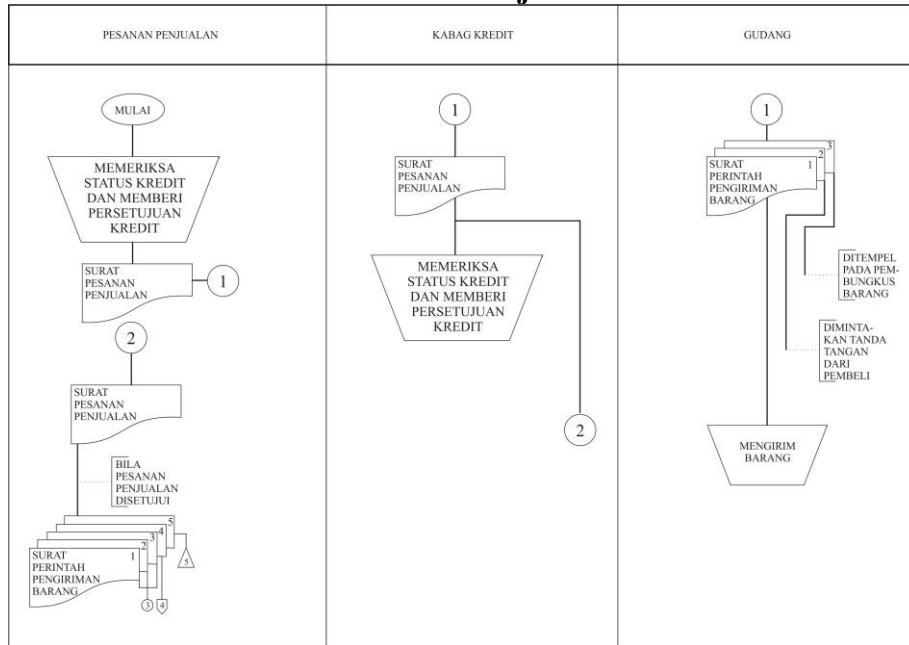 PESANAN PENJUALAN
KABAG KREDIT
GUDANG
MULAI
MEMERIKSA
STATUS KREDIT
DAN MEMBERI
PERSETUJUAN
KREDIT
SURAT
PESANAN
PENJUALAN
1
2
SURAT
PESANAN
PENJUALAN
BILA
PESANAN
PENJUALAN
DISETUJUI
5
4
3
2
1
SURAT
PERINTAH
PENGIRIMAN
BARANG
3
4
5
1
SURAT
PESANAN
PENJUALAN
MEMERIKSA
STATUS KREDIT
DAN MEMBERI
PERSETUJUAN
KREDIT
2
1
3
2
1
SURAT
PERINTAH
PENGIRIMAN
BARANG
DITEMPEL
PADA PEM-
BUNGKUS
BARANG
DIMINTA-
KAN TANDA
TANGAN
DARI
PEMBELI
MENGIRIM
BARANG